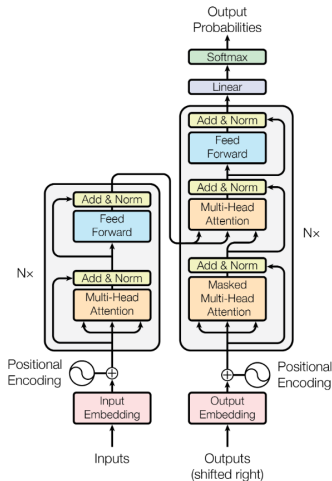 Output
Probabilities
Softmax
Linear
Add & Norm
Feed
Forward
Add & Norm
Multi-Head
Attention
Add & Norm
Masked
Multi-Head
Attention
N×
Add & Norm
Feed
Forward
Add & Norm
Multi-Head
Attention
N×
Positional
Encoding
Positional
Encoding
Input
Embedding
Output
Embedding
Inputs
Outputs
(shifted right)